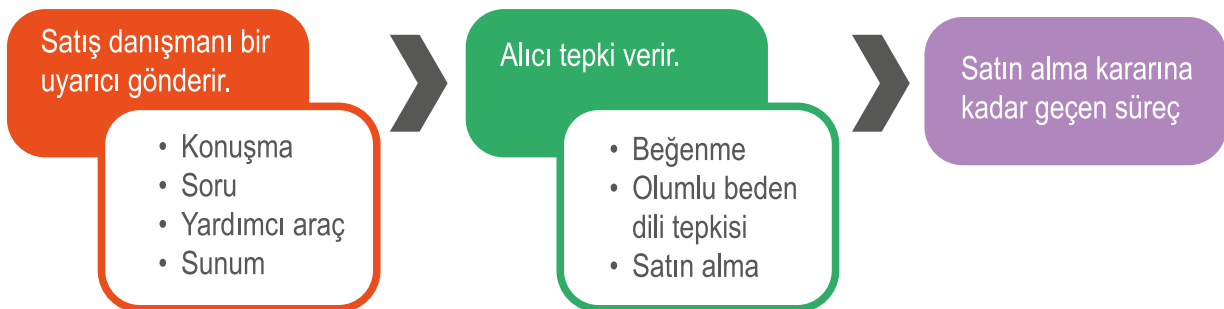 Satış danışmanı bir
uyarıcı gönderir.
• Konuşma
• Soru
• Yardımcı araç
• Sunum
Alıcı tepki verir.
• Beğenme
• Olumlu beden
dili tepkisi
• Satın alma
Satın alma kararına
kadar geçen süreç